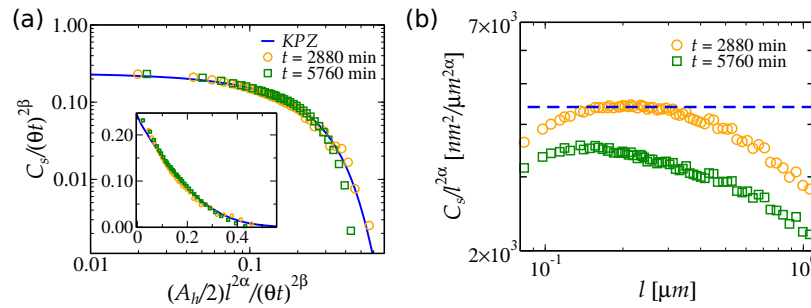 (a)
1.00
0.10
0.01
C_s/(θt)^{2β}
KPZ
t = 2880 min
t = 5760 min
0.20
0.10
0.00
0
0.2
0.4
0.01
0.1
(A_h/2)l^{2α}/(θt)^{2β}
(b)
7×10^3
2×10^3
C_s/l^{2α} [nm^2/μm^{2α}]
t = 2880 min
t = 5760 min
10^{-1}
10^0
l [μm]